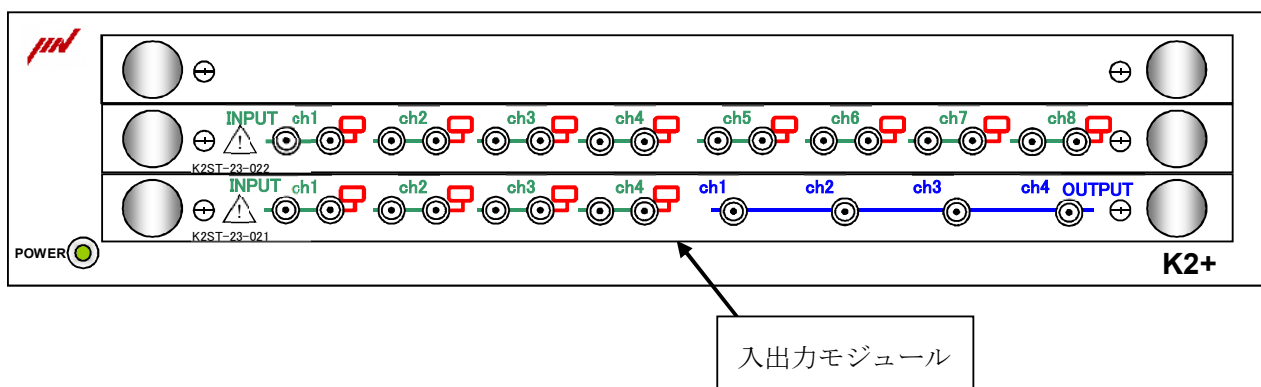 INPUT ch1 ch2 ch3 ch4 ch5 ch6 ch7 ch8
K2ST-23-022
INPUT ch1 ch2 ch3 ch4 ch1 ch2 ch3 ch4 OUTPUT
K2ST-23-021
POWER
K2+
入出力モジュール